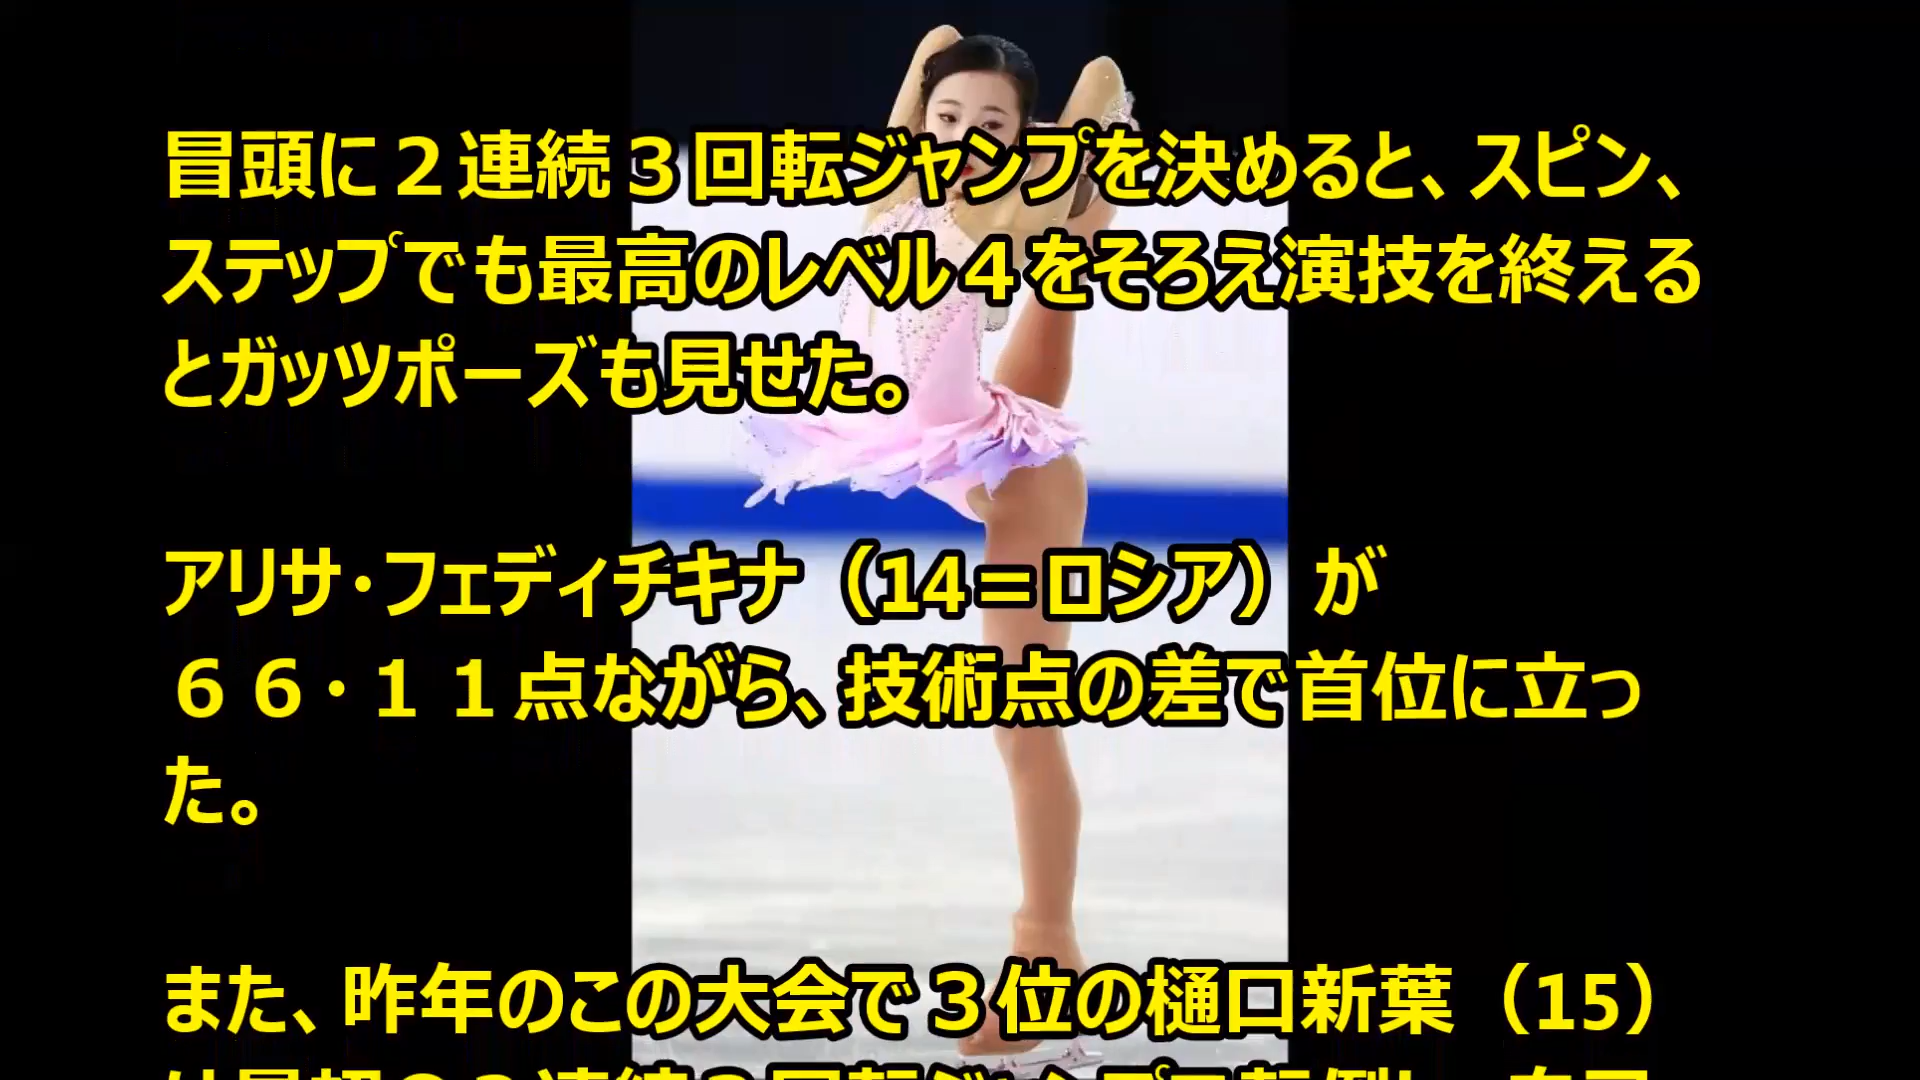 冒頭に２連続３回転ジャンプを決めると、スピン、
ステップでも最高のレベル４をそろえ演技を終える
とガッツポーズも見せた。
アリサ・フェディチキナ（14＝ロシア）が
６６・１１点ながら、技術点の差で首位に立っ
た。
また、昨年のこの大会で３位の樋口新葉（15）